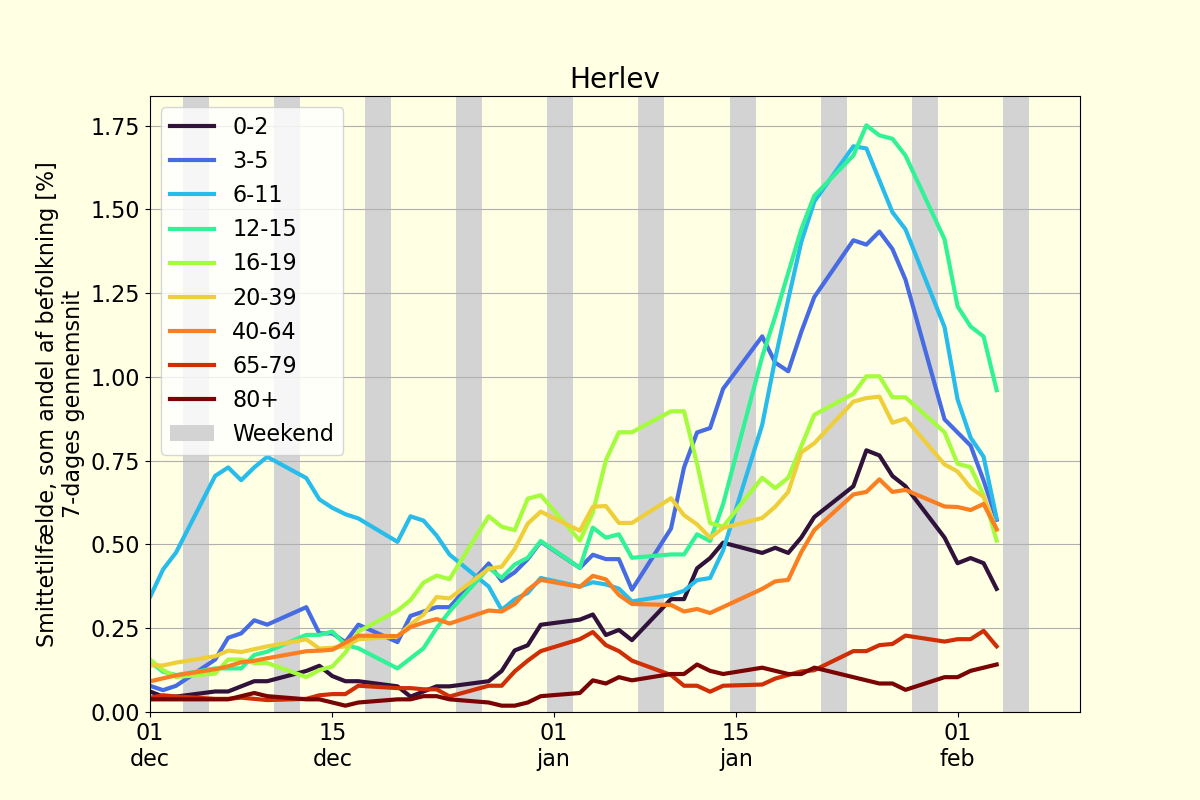 Herlev
Smittetilfælde, som andel af befolkning [%]
7-dages gennemsnit
1.75
1.50
1.25
1.00
0.75
0.50
0.25
0.00
0-2
3-5
6-11
12-15
16-19
20-39
40-64
65-79
80+
Weekend
01 15 01 15 01
dec dec jan jan feb